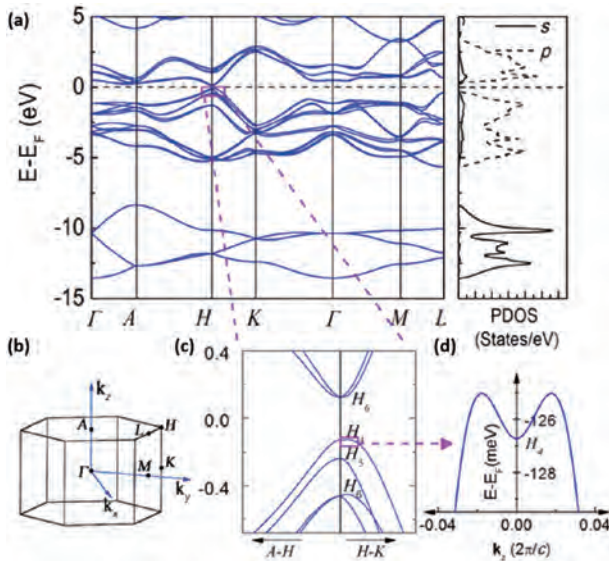 (a)
E-E_F (eV)
5
0
-5
-10
-15
Γ A H K Γ M L
s
p
PDOS
(States/eV)
(b)
k_z
A
L
H
Γ
M
K
k_y
k_x
(c)
0.4
0.0
-0.4
H_6
H_5
H_6
A-H
H-K
(d)
E-E_F(meV)
-126
H_4
-128
-0.04 0.00 0.04
k_z (2π/c)